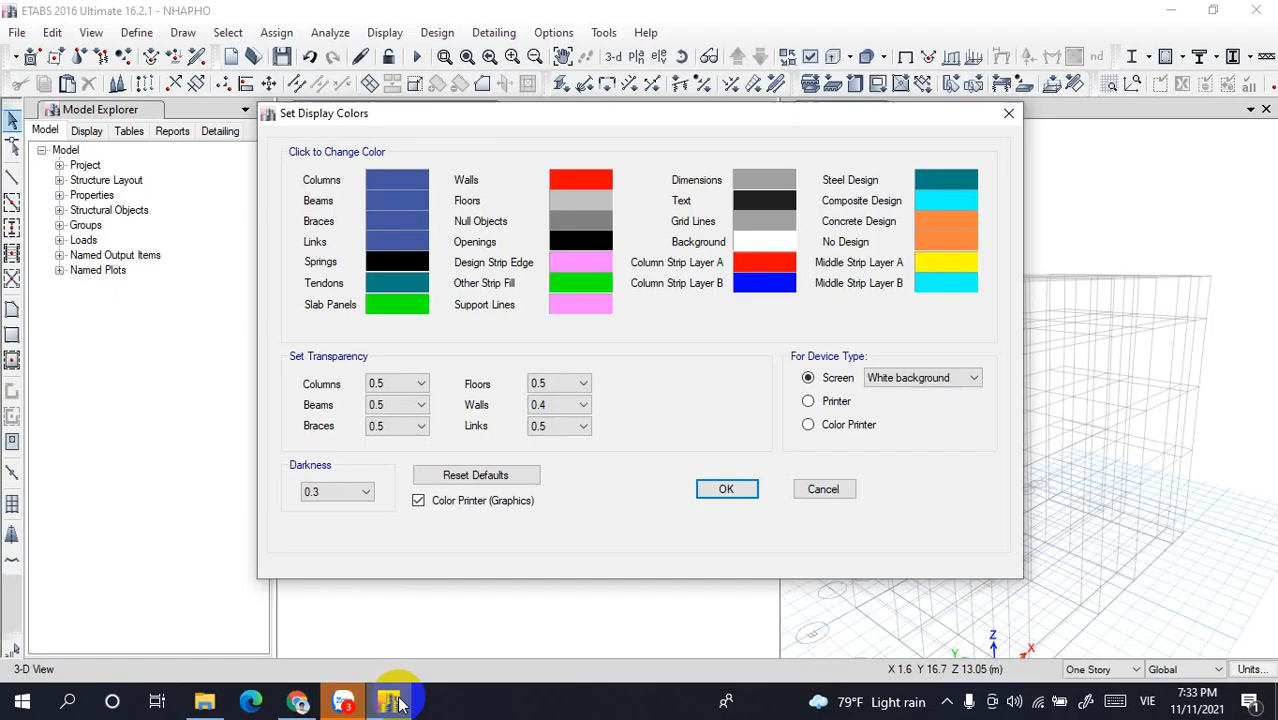 ETABS 2016 Ultimate 16.2.1 - NHAPHO
File Edit View Define Draw Select Assign Analyze Display Design Detailing Options Tools Help
3-d
nd
all
Model Explorer
Model Display Tables Reports Detailing
Model
Project
Structure Layout
Properties
Structural Objects
Groups
Loads
Named Output Items
Named Plots
Set Display Colors
Click to Change Color
Columns Walls Dimensions Steel Design
Beams Floors Text Composite Design
Braces Null Objects Grid Lines Concrete Design
Links Openings Background No Design
Springs Design Strip Edge Column Strip Layer A Middle Strip Layer A
Tendons Other Strip Fill Column Strip Layer B Middle Strip Layer B
Slab Panels Support Lines
Set Transparency
Columns 0.5 Floors 0.5
Beams 0.5 Walls 0.4
Braces 0.5 Links 0.5
For Device Type:
Screen White background
Printer
Color Printer
Darkness
0.3
Reset Defaults
Color Printer (Graphics)
OK Cancel
Z
Y X
3-D View X 1.6 Y 16.7 Z 13.05 (m) One Story Global Units...
3 79°F Light rain VIE 7:33 PM
11/11/2021 1